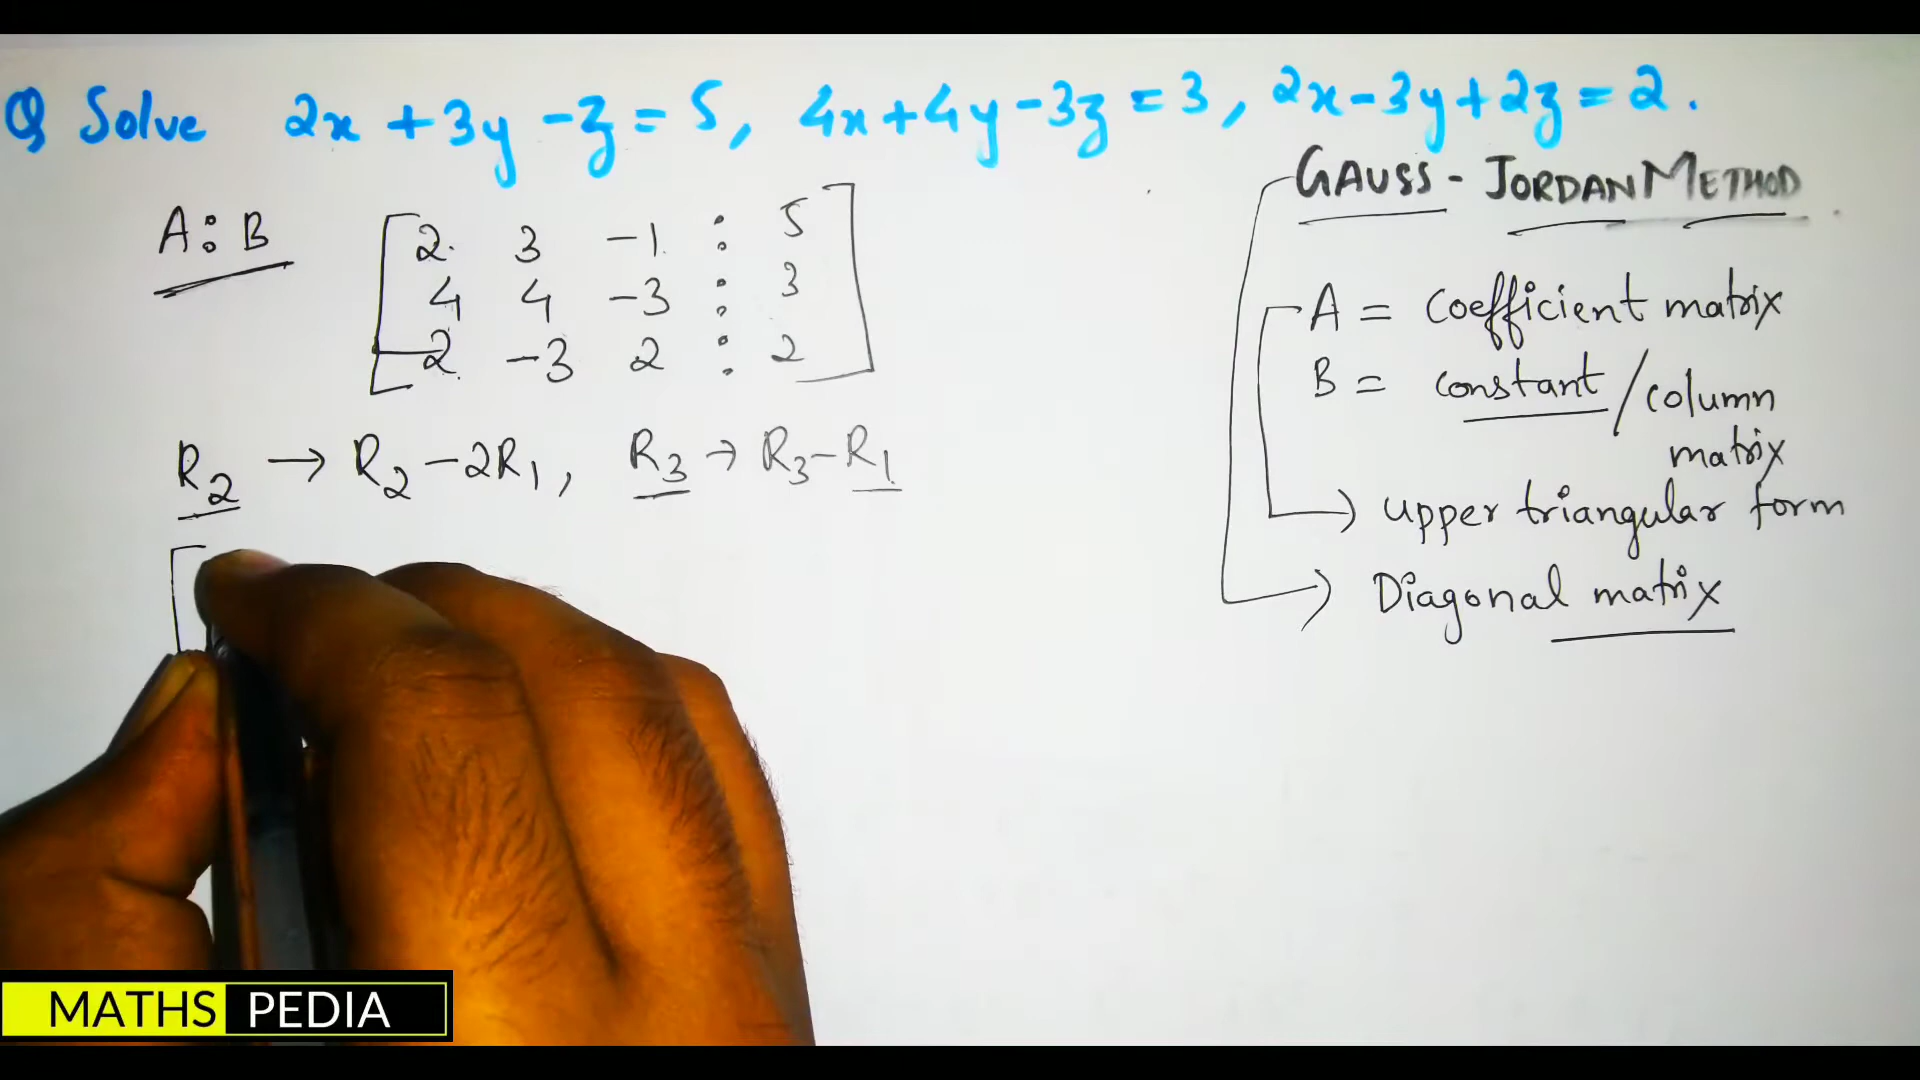 Q Solve 2x + 3y - z = 5, 4x + 4y - 3z = 3, 2x - 3y + 2z = 2.
GAUSS - JORDAN METHOD
A : B
2 3 -1 : 5
4 4 -3 : 3
2 -3 2 : 2
R2 → R2 - 2R1, R3 → R3 - R1
A = Coefficient matrix
B = constant / column
matrix
→ upper triangular form
→ Diagonal matrix
MATHS PEDIA